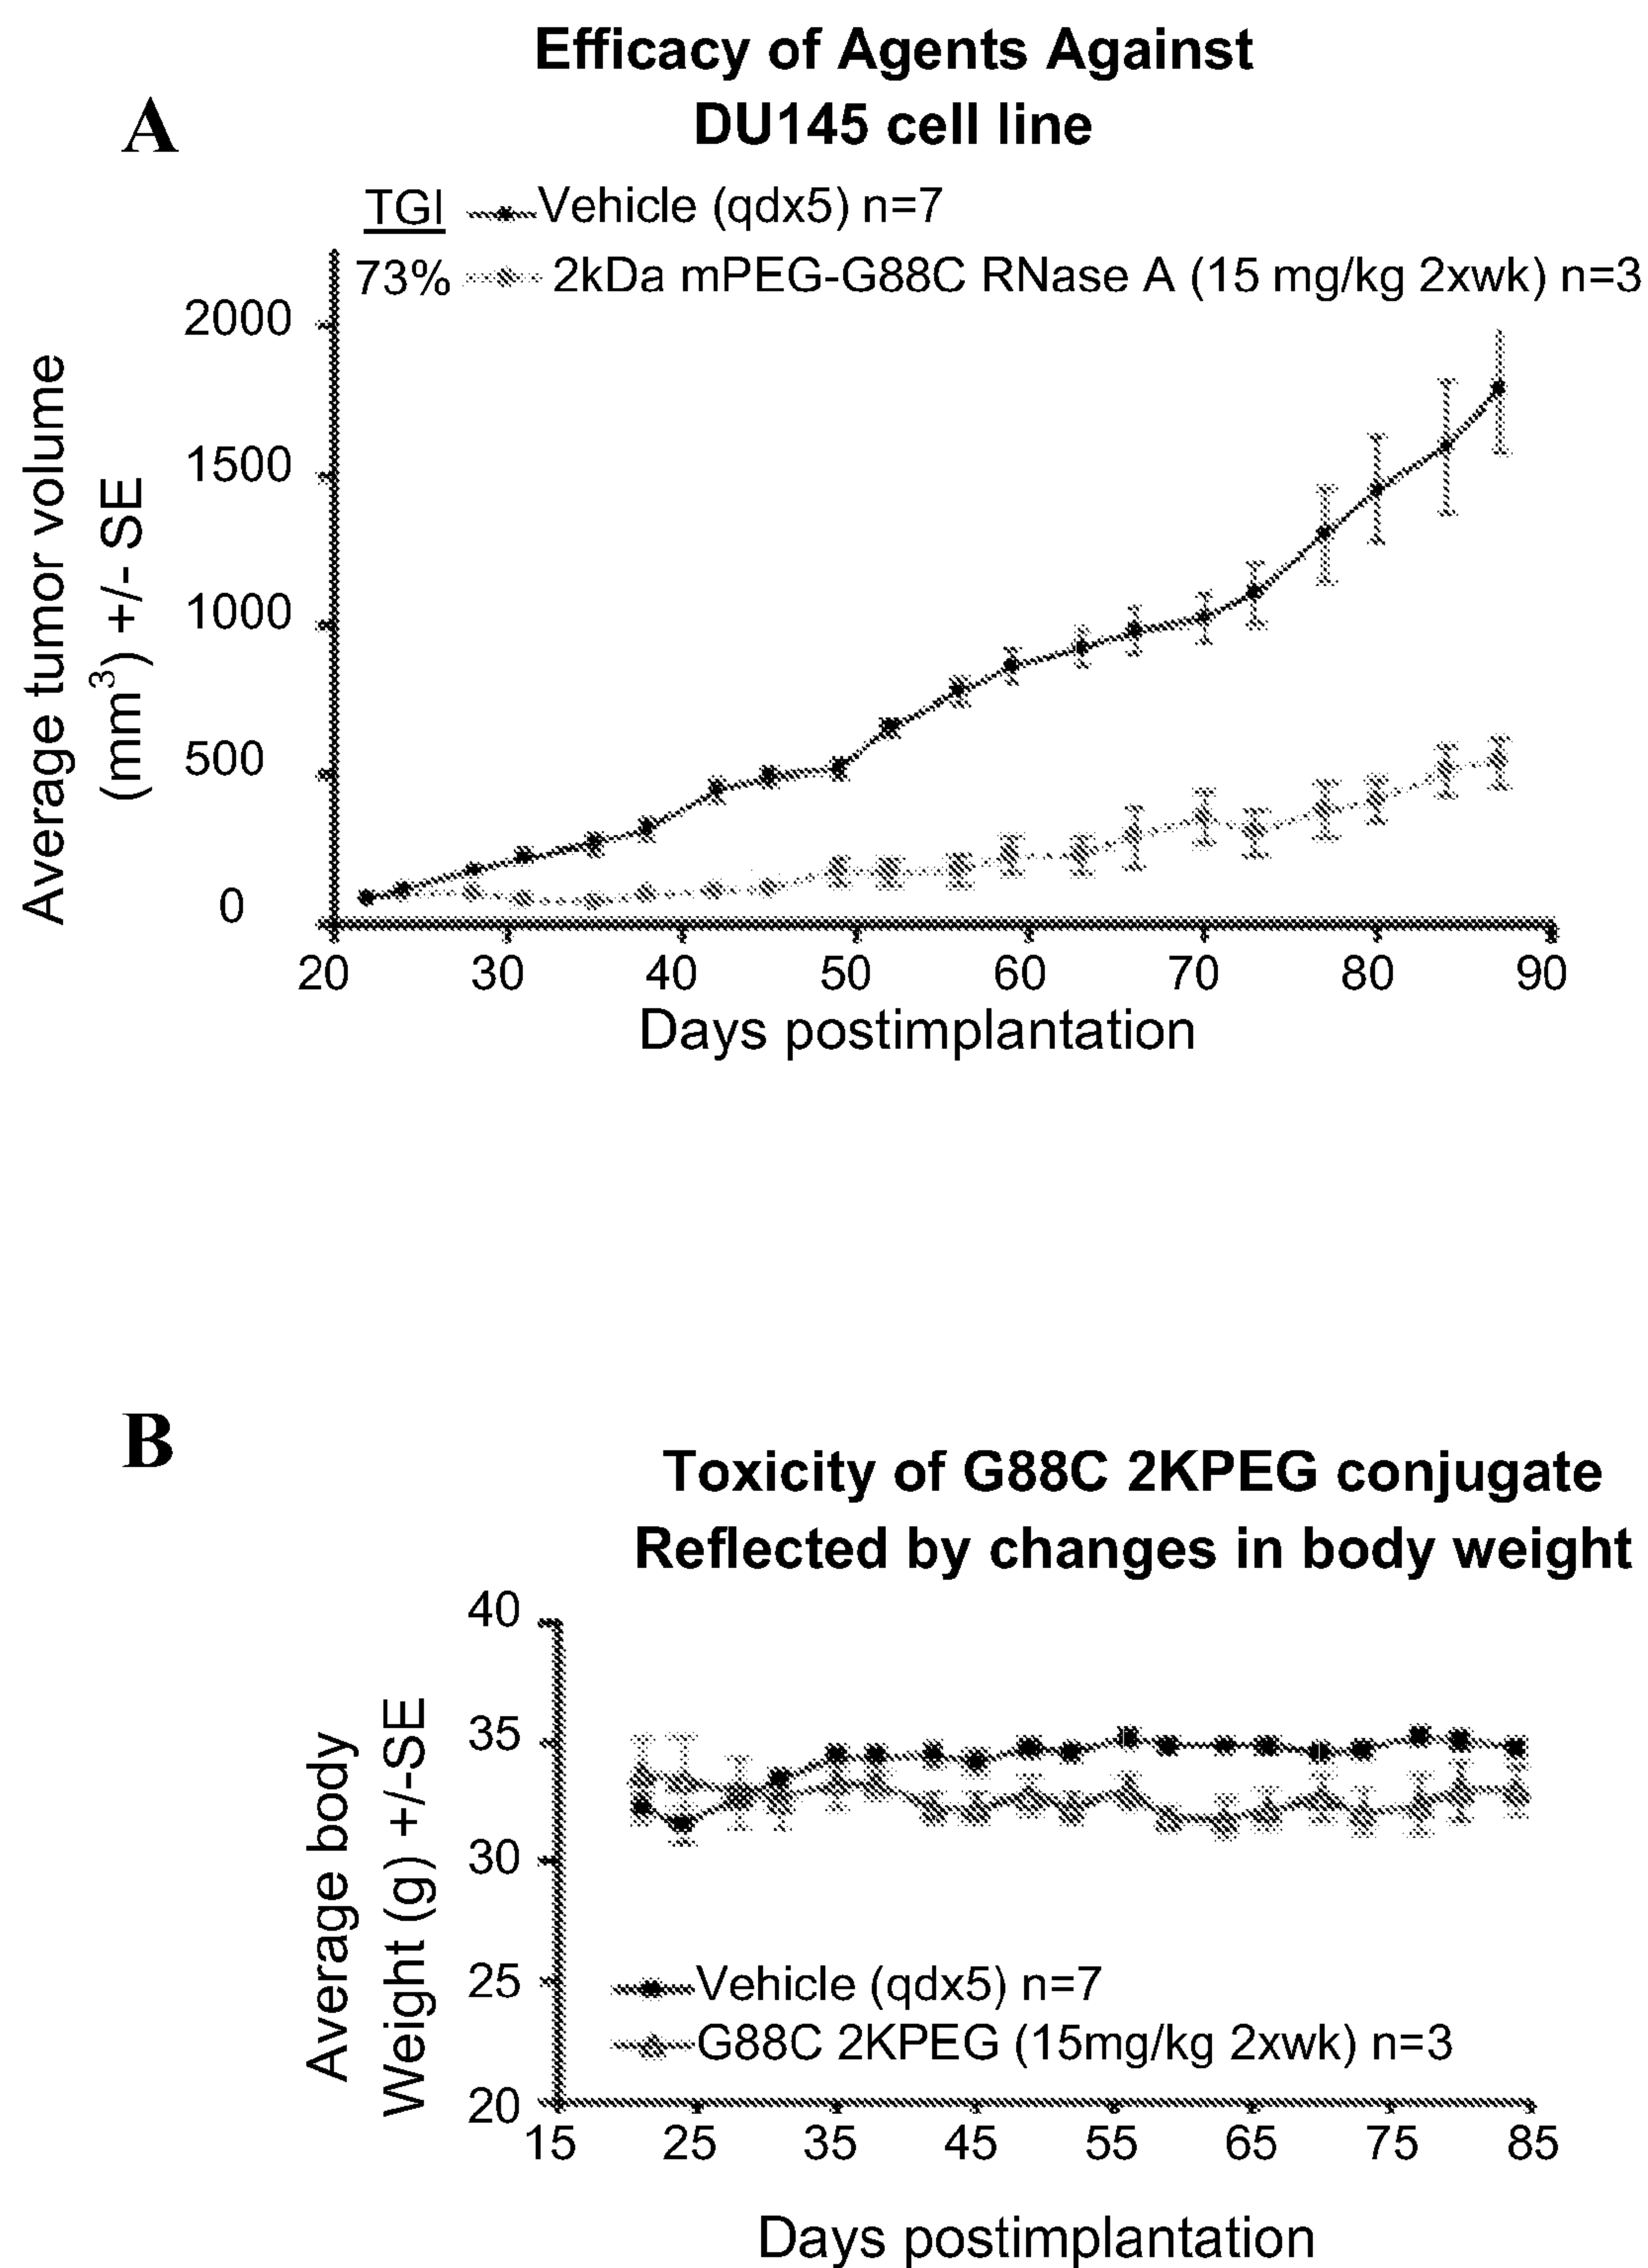 Efficacy of Agents Against
DU145 cell line
A
TGI
Vehicle (qdx5) n=7
73%
2kDa mPEG-G88C RNase A (15 mg/kg 2xwk) n=3
Average tumor volume
(mm³) +/- SE
2000
1500
1000
500
0
20 30 40 50 60 70 80 90
Days postimplantation
B
Toxicity of G88C 2KPEG conjugate
Reflected by changes in body weight
Average body
Weight (g) +/-SE
40
35
30
25
20
Vehicle (qdx5) n=7
G88C 2KPEG (15mg/kg 2xwk) n=3
15 25 35 45 55 65 75 85
Days postimplantation